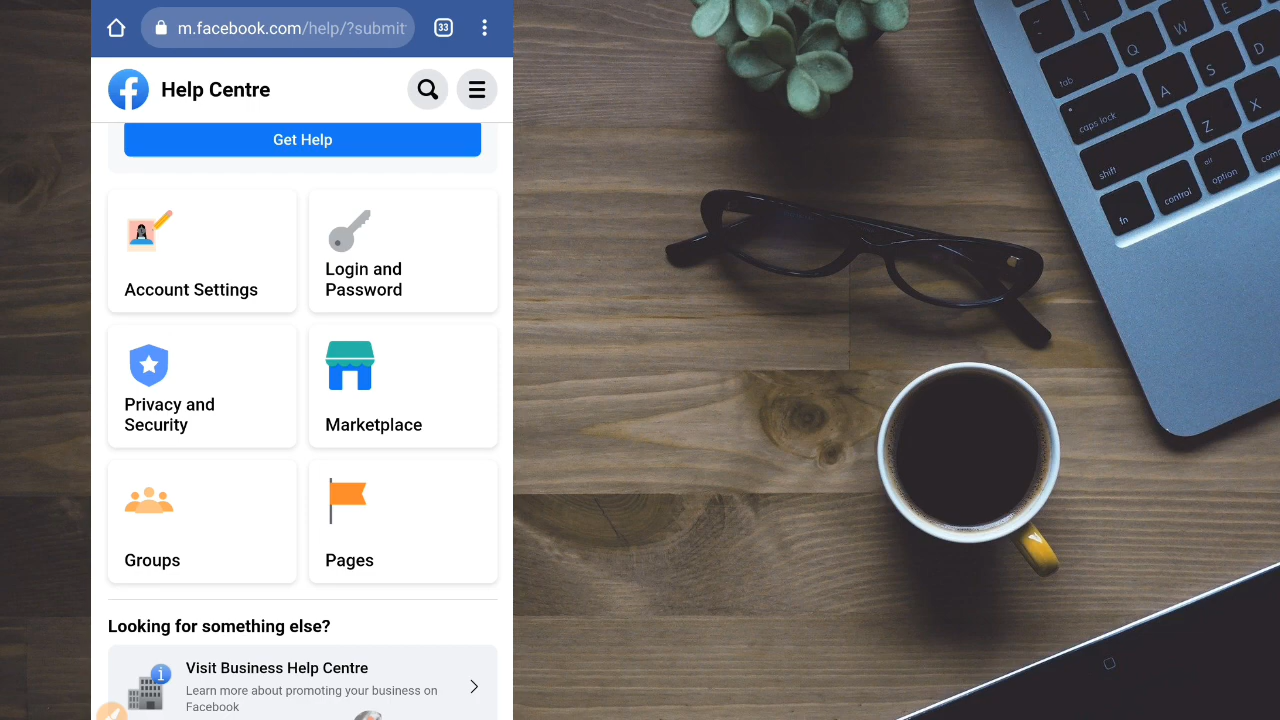 m.facebook.com/help/?submit
33
Help Centre
Get Help
Account Settings
Login and
Password
Privacy and
Security
Marketplace
Groups
Pages
Looking for something else?
Visit Business Help Centre
Learn more about promoting your business on
Facebook
Q
W
E
tab
A
S
D
caps lock
Z
X
shift
fn
control
alt
option